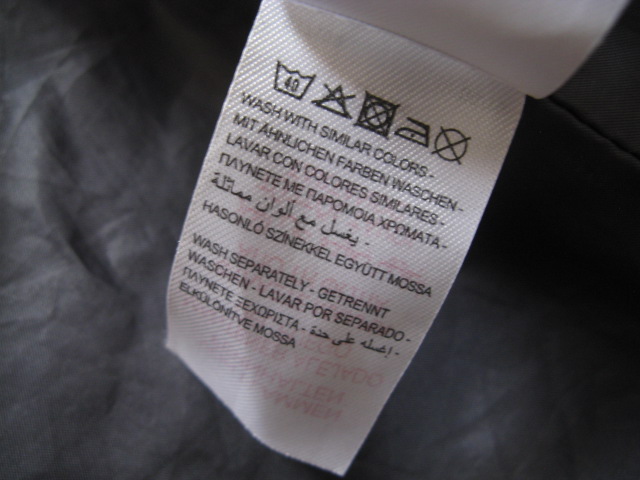 40
WASH WITH SIMILAR COLORS -
MIT ÄHNLICHEN FARBEN WASCHEN -
LAVAR CON COLORES SIMILARES -
ΠΛΥΝΕΤΕ ΜΕ ΠΑΡΟΜΟΙΑ ΧΡΩΜΑΤΑ -
يغسل مع ألوان مماثلة -
HASONLÓ SZÍNEKKEL EGYÜTT MOSSA
WASH SEPARATELY - GETRENNT
WASCHEN - LAVAR POR SEPARADO -
ΠΛΥΝΕΤΕ ΞΕΧΩΡΙΣΤΑ - اغسله على حدة -
ELKÜLÖNÍTVE MOSSA